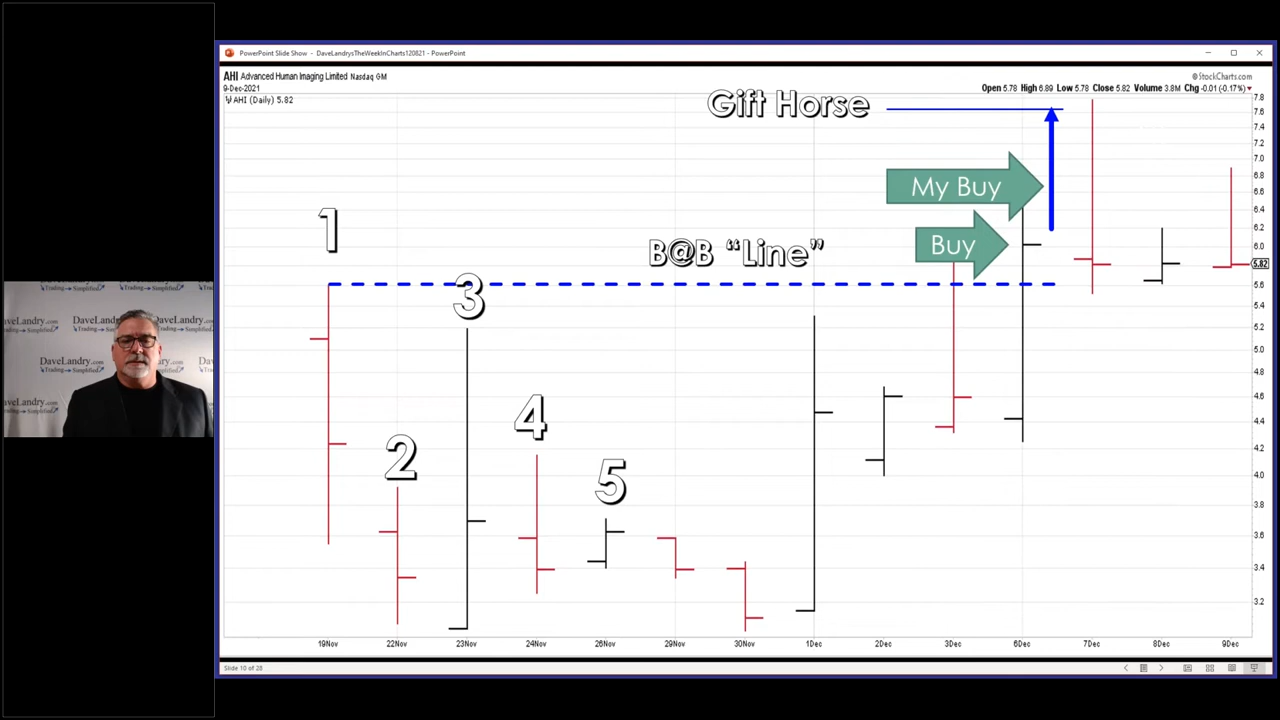 PowerPoint Slide Show - DaveLandrysTheWeekInCharts120821 - PowerPoint
AHI Advanced Human Imaging Limited Nasdaq GM
© StockCharts.com
9-Dec-2021
Open 5.78 High 6.89 Low 5.78 Close 5.82 Volume 3.8M Chg -0.01 (-0.17%)
AHI (Daily) 5.82
Gift Horse
My Buy
1
B@B “Line”
Buy
3
4
2
5
7.8
7.6
7.4
7.2
7.0
6.8
6.6
6.4
6.2
6.0
5.82
5.6
5.4
5.2
5.0
4.8
4.6
4.4
4.2
4.0
3.8
3.6
3.4
3.2
19Nov 22Nov 23Nov 24Nov 26Nov 29Nov 30Nov 1Dec 2Dec 3Dec 6Dec 7Dec 8Dec 9Dec
Slide 10 of 28
DaveLandry.com
Trading Simplified
DaveLandry.com